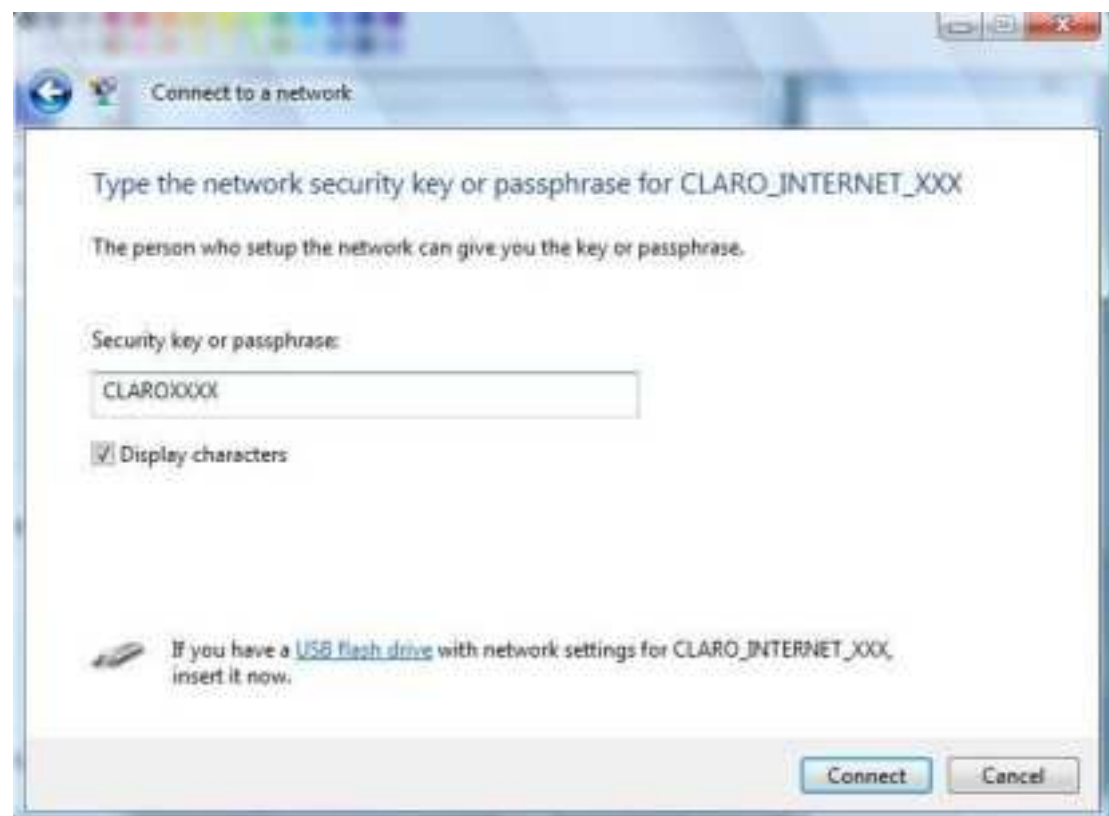 Connect to a network
Type the network security key or passphrase for CLARO_INTERNET_XXX
The person who setup the network can give you the key or passphrase.
Security key or passphrase:
CLAROXXXX
Display characters
If you have a USB flash drive with network settings for CLARO_INTERNET_XXX,
insert it now.
Connect Cancel